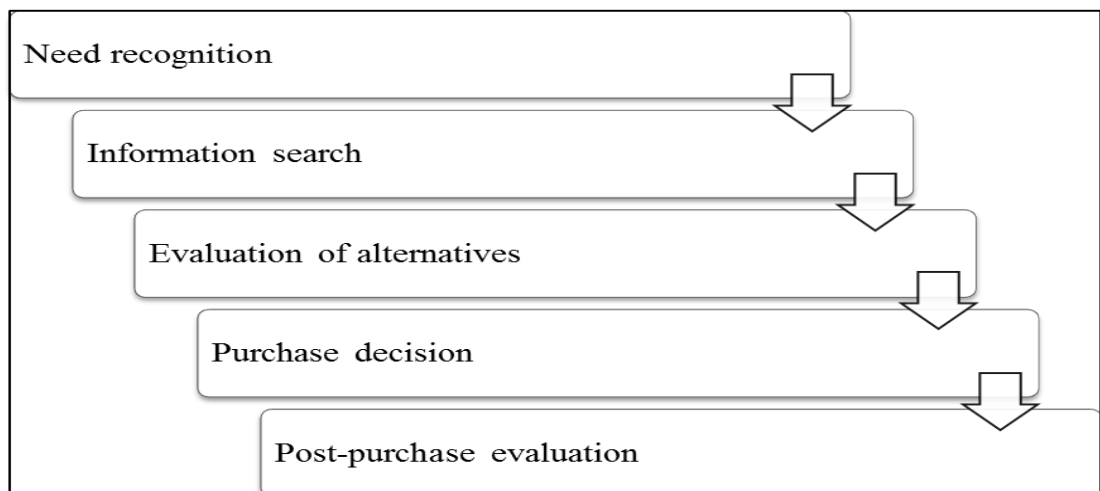 Need recognition
Information search
Evaluation of alternatives
Purchase decision
Post-purchase evaluation